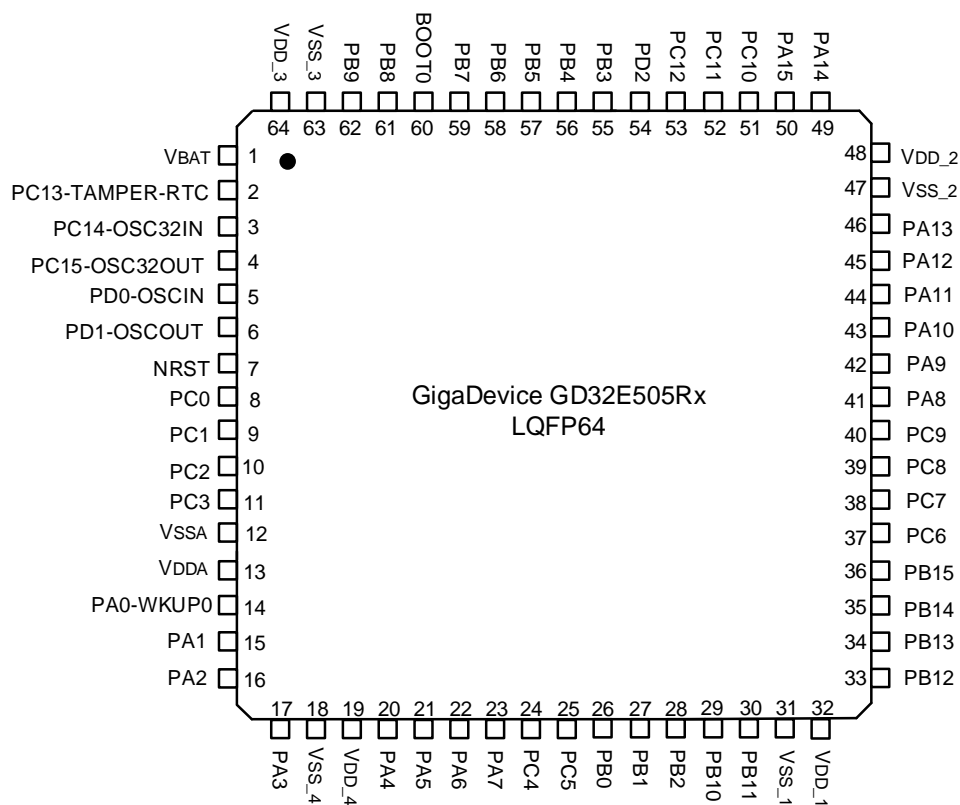 VDD_3 VSS_3 PB9 PB8 BOOT0 PB7 PB6 PB5 PB4 PB3 PD2 PC12 PC11 PC10 PA15 PA14
64 63 62 61 60 59 58 57 56 55 54 53 52 51 50 49
VBAT 1 48 VDD_2
PC13-TAMPER-RTC 2 47 VSS_2
PC14-OSC32IN 3 46 PA13
PC15-OSC32OUT 4 45 PA12
PD0-OSCIN 5 44 PA11
PD1-OSCOUT 6 43 PA10
NRST 7 42 PA9
PC0 8 41 PA8
GigaDevice GD32E505Rx
LQFP64
PC1 9 40 PC9
PC2 10 39 PC8
PC3 11 38 PC7
VSSA 12 37 PC6
VDDA 13 36 PB15
PA0-WKUP0 14 35 PB14
PA1 15 34 PB13
PA2 16 33 PB12
17 18 19 20 21 22 23 24 25 26 27 28 29 30 31 32
PA3 VSS_4 VDD_4 PA4 PA5 PA6 PA7 PC4 PC5 PB0 PB1 PB2 PB10 PB11 VSS_1 VDD_1